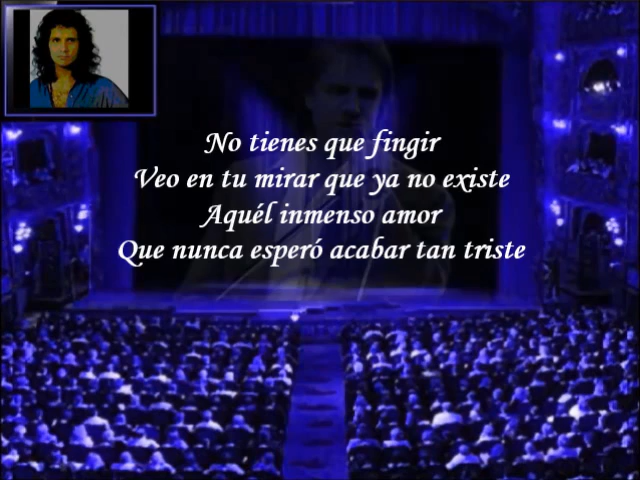 No tienes que fingir
Veo en tu mirar que ya no existe
Aquél inmenso amor
Que nunca esperó acabar tan triste